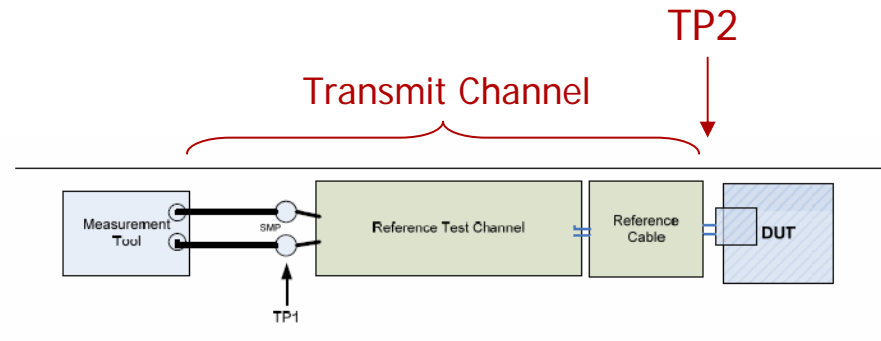 TP2
Transmit Channel
Measurement
Tool
SMP
Reference Test Channel
Reference
Cable
DUT
TP1